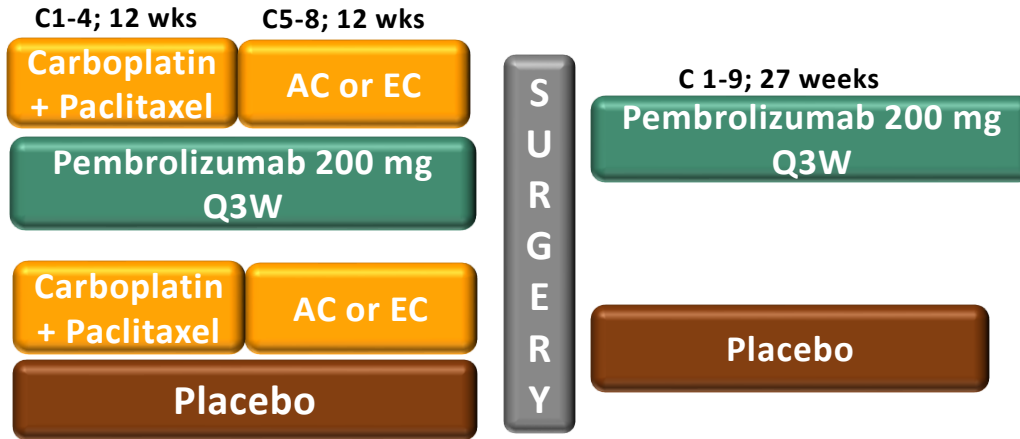 C1-4; 12 wks
C5-8; 12 wks
Carboplatin
+ Paclitaxel
AC or EC
Pembrolizumab 200 mg
Q3W
Carboplatin
+ Paclitaxel
AC or EC
Placebo
S
U
R
G
E
R
Y
C 1-9; 27 weeks
Pembrolizumab 200 mg
Q3W
Placebo